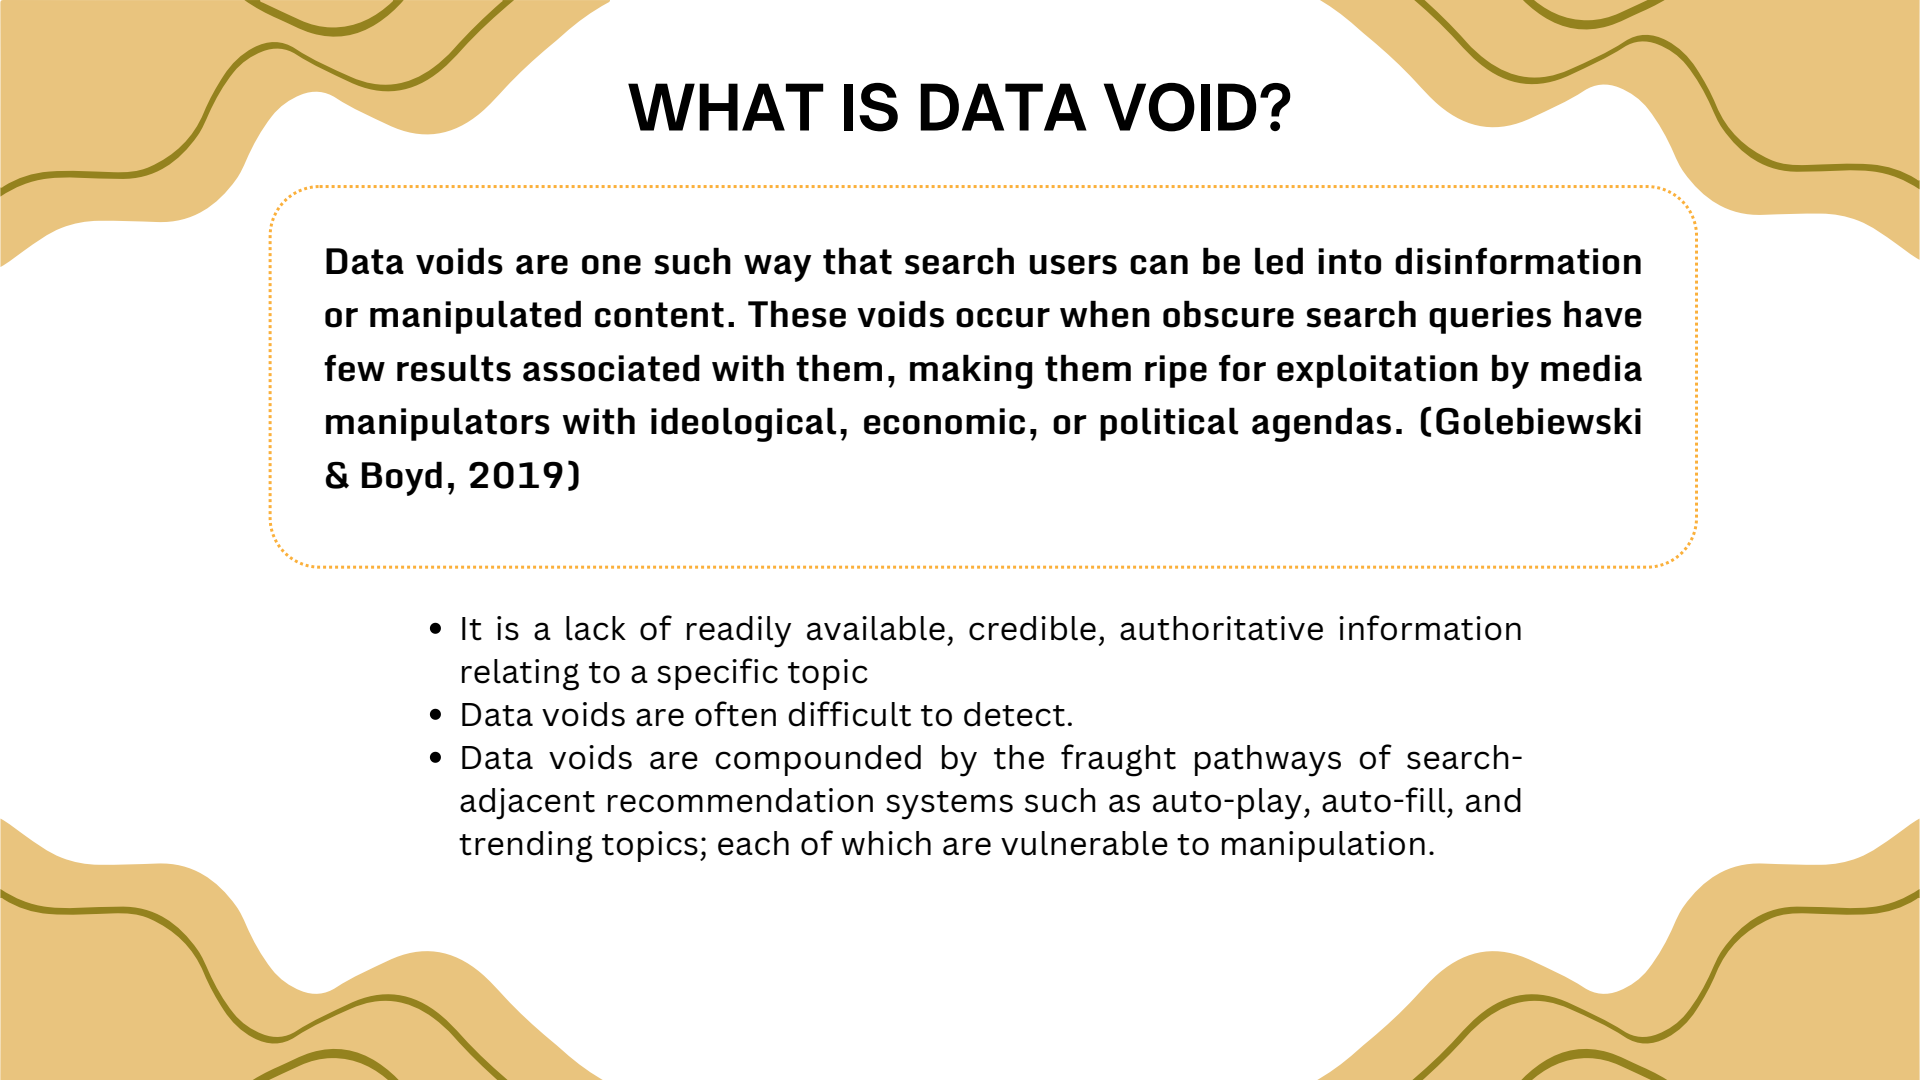 WHAT IS DATA VOID?
Data voids are one such way that search users can be led into disinformation
or manipulated content. These voids occur when obscure search queries have
few results associated with them, making them ripe for exploitation by media
manipulators with ideological, economic, or political agendas. (Golebiewski
& Boyd, 2019)
• It is a lack of readily available, credible, authoritative information
relating to a specific topic
• Data voids are often difficult to detect.
• Data voids are compounded by the fraught pathways of search-
adjacent recommendation systems such as auto-play, auto-fill, and
trending topics; each of which are vulnerable to manipulation.